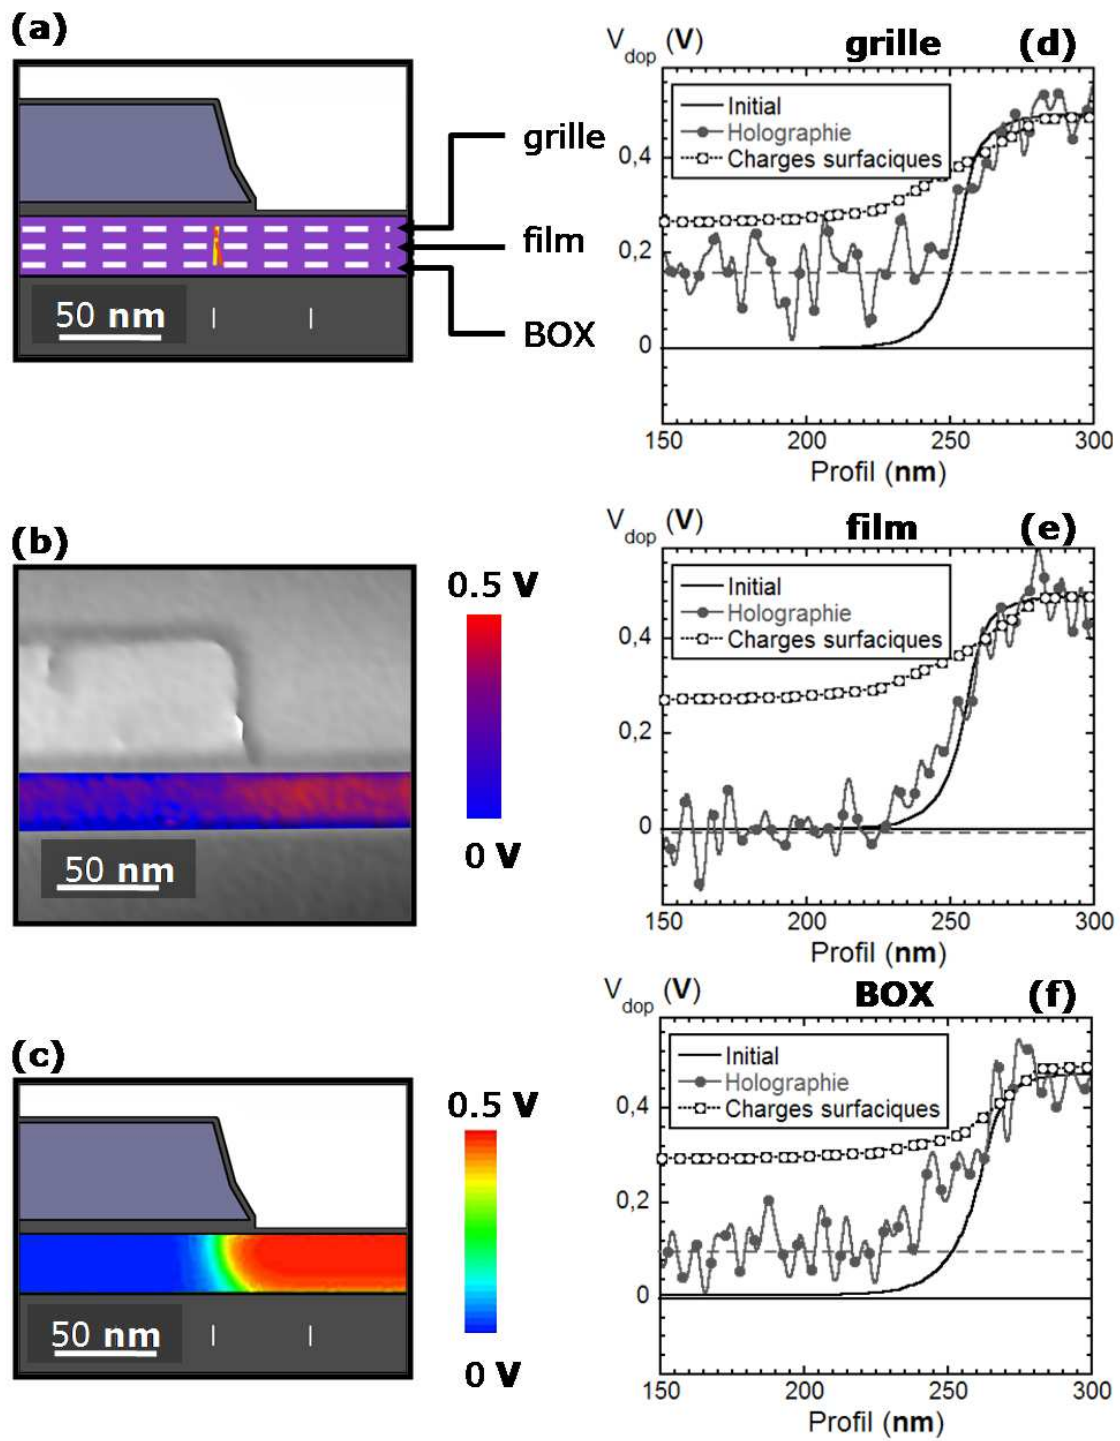 (a)
grille
film
BOX
50 nm
V_dop (V)
grille
(d)
Initial
Holographie
Charges surfaciques
0,4
0,2
0
150
200
250
300
Profil (nm)
(b)
0.5 V
0 V
50 nm
V_dop (V)
film
(e)
Initial
Holographie
Charges surfaciques
0,4
0,2
0
150
200
250
300
Profil (nm)
(c)
0.5 V
0 V
50 nm
V_dop (V)
BOX
(f)
Initial
Holographie
Charges surfaciques
0,4
0,2
0
150
200
250
300
Profil (nm)